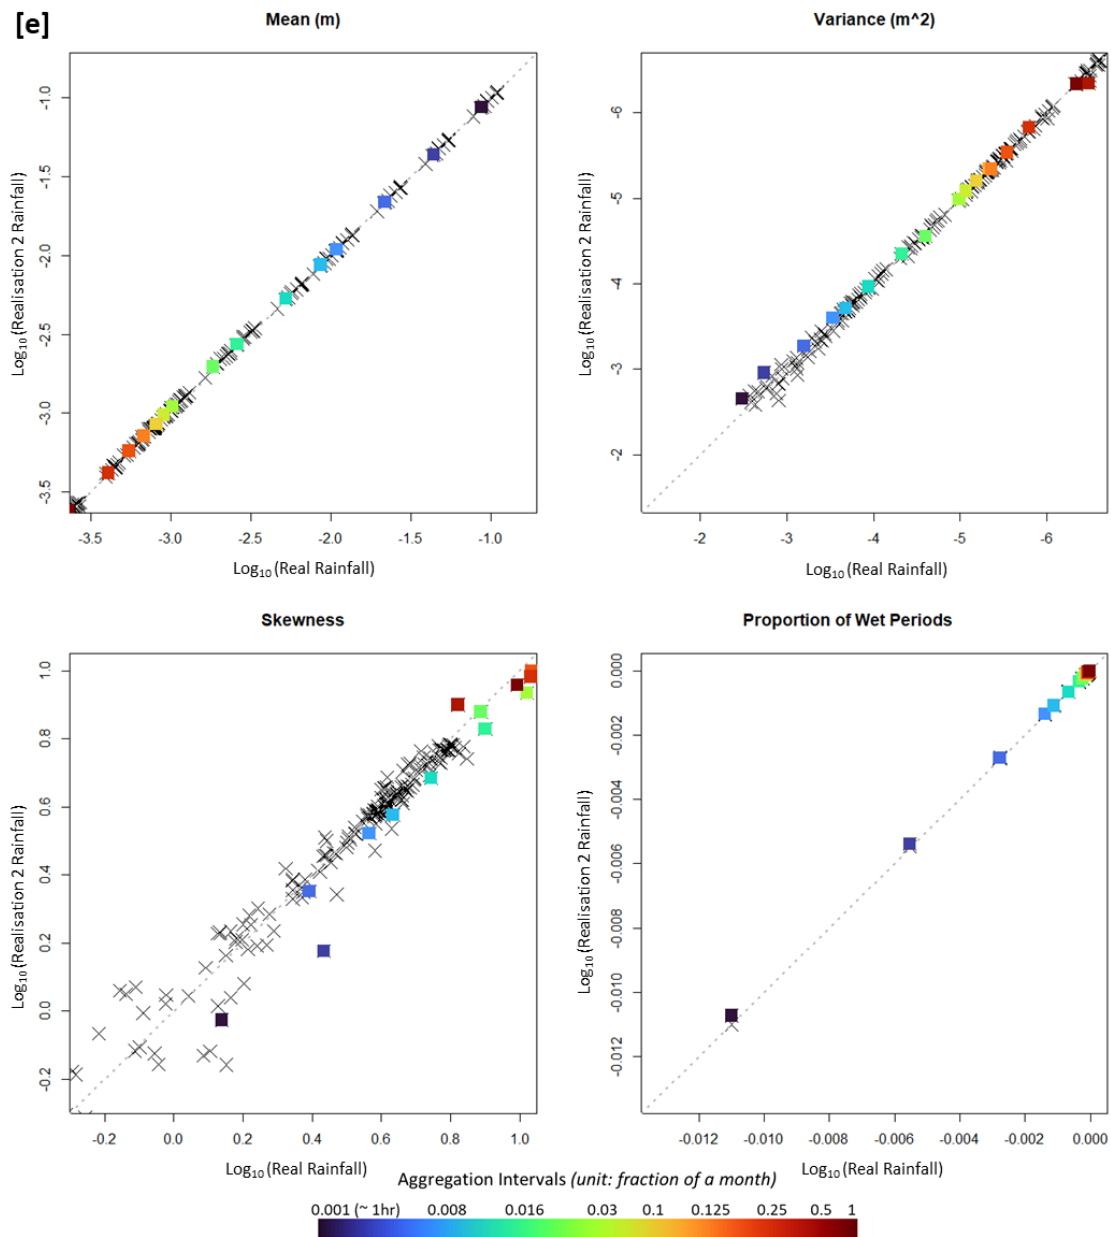 [e]
Mean (m)
Variance (m^2)
Log10 (Realisation 2 Rainfall)
-1.0
-1.5
-2.0
-2.5
-3.0
-3.5
-3.5 -3.0 -2.5 -2.0 -1.5 -1.0
Log10 (Real Rainfall)
Log10 (Realisation 2 Rainfall)
-6
-5
-4
-3
-2
-2 -3 -4 -5 -6
Log10 (Real Rainfall)
Skewness
Proportion of Wet Periods
Log10 (Realisation 2 Rainfall)
1.0
0.8
0.6
0.4
0.2
0.0
-0.2
-0.2 0.0 0.2 0.4 0.6 0.8 1.0
Log10 (Real Rainfall)
Log10 (Realisation 2 Rainfall)
0.000
-0.002
-0.004
-0.006
-0.008
-0.010
-0.012
-0.012 -0.010 -0.008 -0.006 -0.004 -0.002 0.000
Log10 (Real Rainfall)
Aggregation Intervals (unit: fraction of a month)
0.001 (~ 1hr) 0.008 0.016 0.03 0.1 0.125 0.25 0.5 1